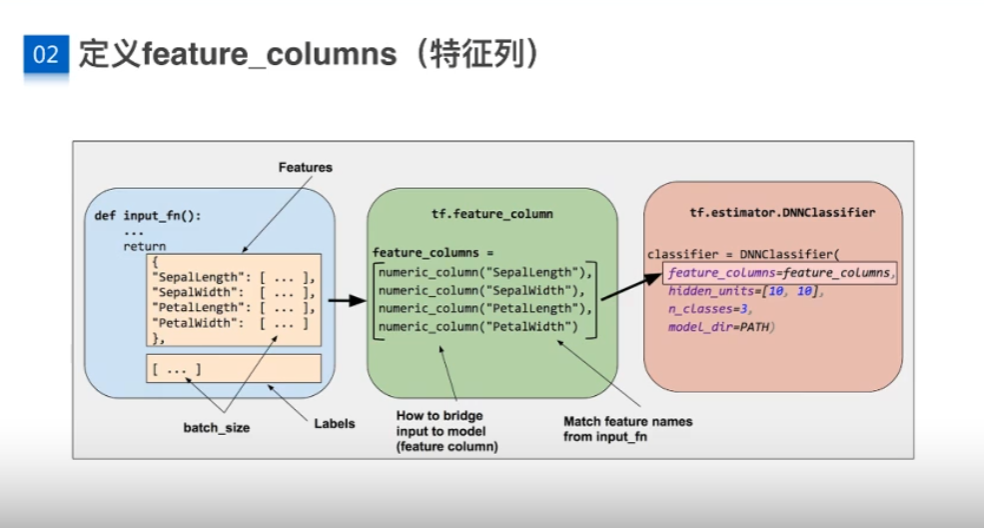 02 定义feature_columns（特征列）
Features
def input_fn():
...
return
{
"SepalLength": [ ... ],
"SepalWidth": [ ... ],
"PetalLength": [ ... ],
"PetalWidth": [ ... ]
},
[ ... ]
batch_size
Labels
tf.feature_column
feature_columns =
[numeric_column("SepalLength"),
numeric_column("SepalWidth"),
numeric_column("PetalLength"),
numeric_column("PetalWidth")]
How to bridge
input to model
(feature column)
Match feature names
from input_fn
tf.estimator.DNNClassifier
classifier = DNNClassifier(
feature_columns=feature_columns,
hidden_units=[10, 10],
n_classes=3,
model_dir=PATH)